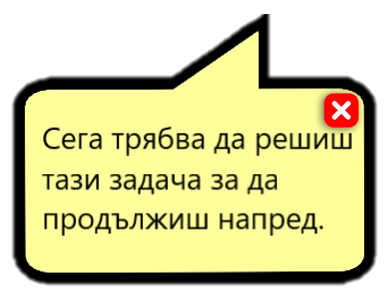 Сега трябва да решиш
тази задача за да
продължиш напред.